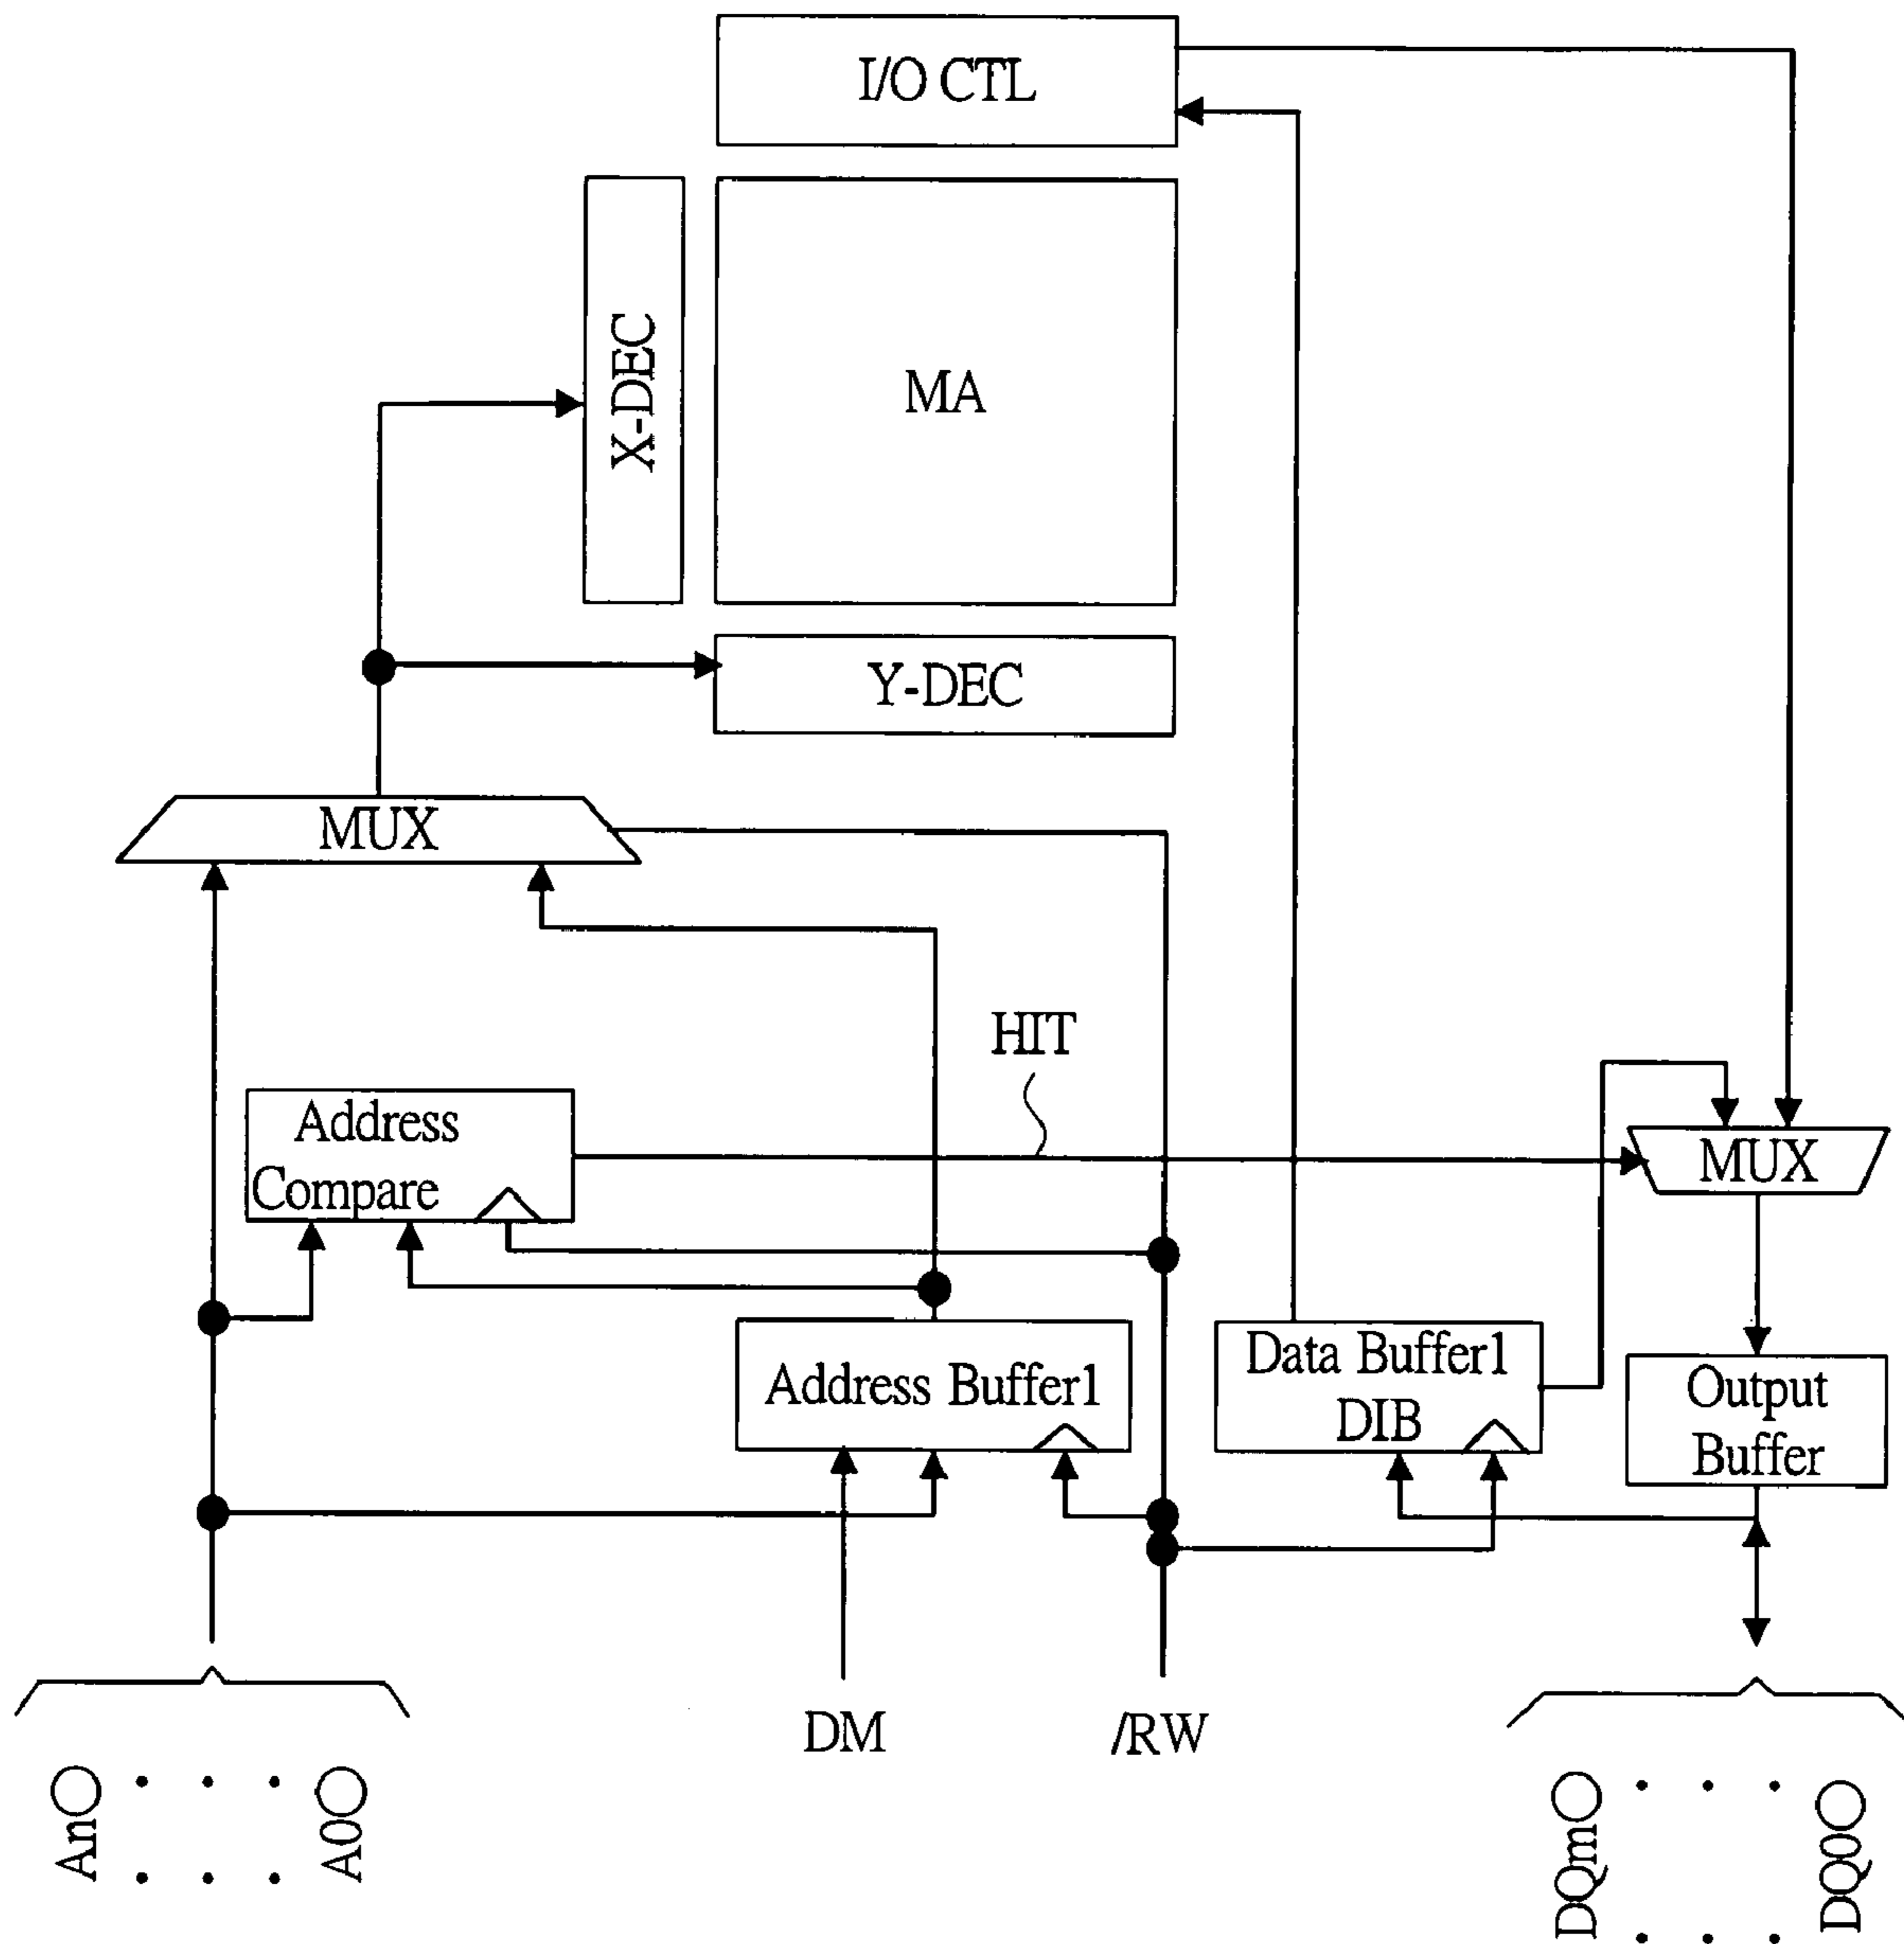 I/O CTL
X-DEC
MA
Y-DEC
MUX
HIT
Address
Compare
MUX
Address Buffer1
Data Buffer1
DIB
Output
Buffer
DM
/RW
An
A0
DQm
DQ0